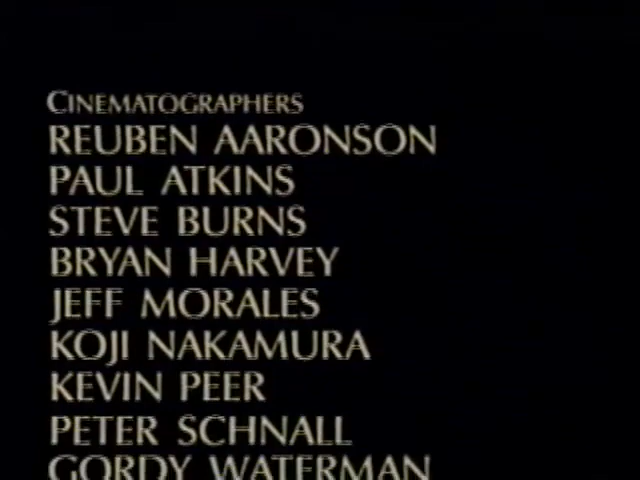 CINEMATOGRAPHERS
REUBEN AARONSON
PAUL ATKINS
STEVE BURNS
BRYAN HARVEY
JEFF MORALES
KOJI NAKAMURA
KEVIN PEER
PETER SCHNALL
GORDY WATERMAN